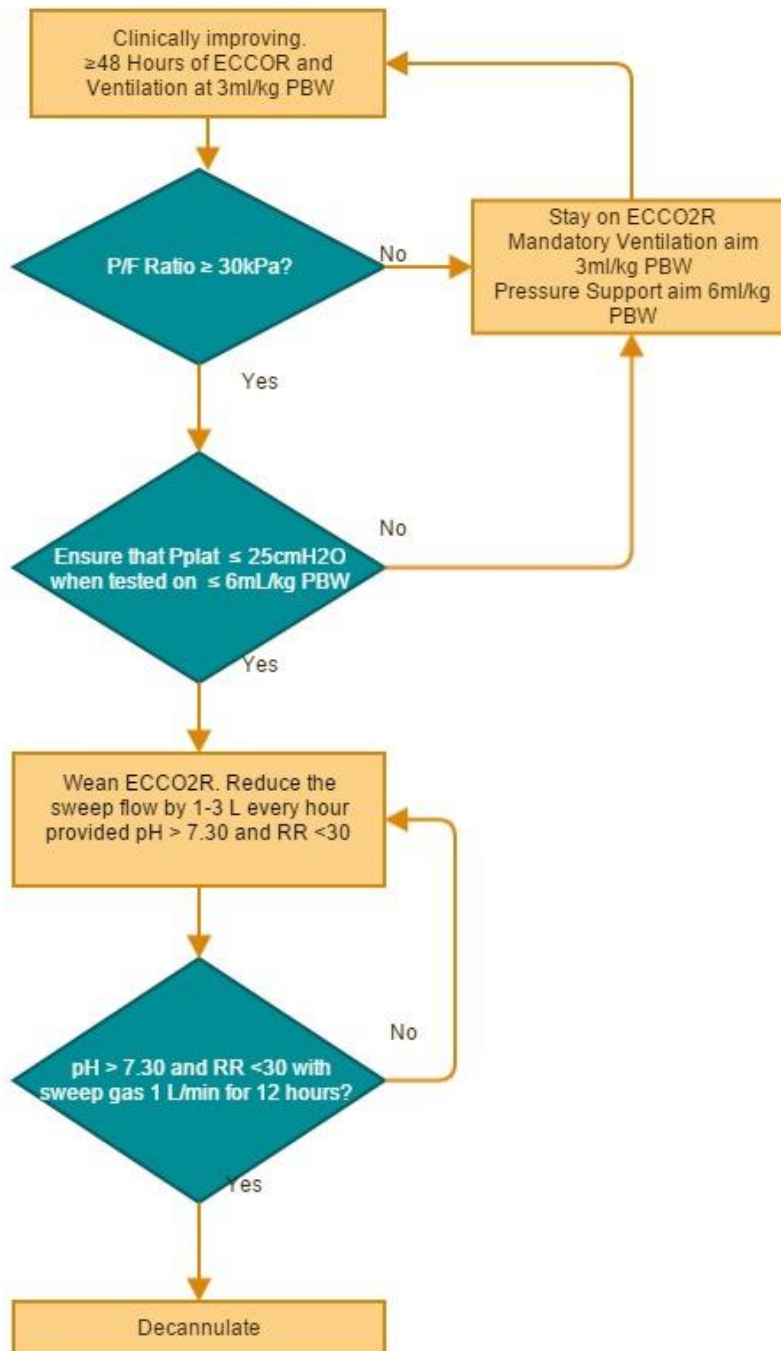 Clinically improving.
≥48 Hours of ECCOR and
Ventilation at 3ml/kg PBW
P/F Ratio ≥ 30kPa?
No
Stay on ECCO2R
Mandatory Ventilation aim
3ml/kg PBW
Pressure Support aim 6ml/kg
PBW
Yes
Ensure that Pplat ≤ 25cmH2O
when tested on ≤ 6mL/kg PBW
No
Yes
Wean ECCO2R. Reduce the
sweep flow by 1-3 L every hour
provided pH > 7.30 and RR <30
pH > 7.30 and RR <30 with
sweep gas 1 L/min for 12 hours?
No
Yes
Decannulate